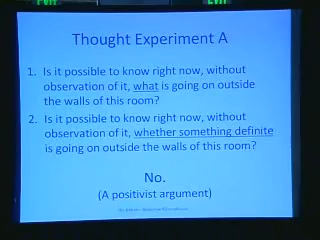 EXIT
EXIT
Thought Experiment A
1. Is it possible to know right now, without
observation of it, what is going on outside
the walls of this room?
2. Is it possible to know right now, without
observation of it, whether something definite
is going on outside the walls of this room?
No.
(A positivist argument)